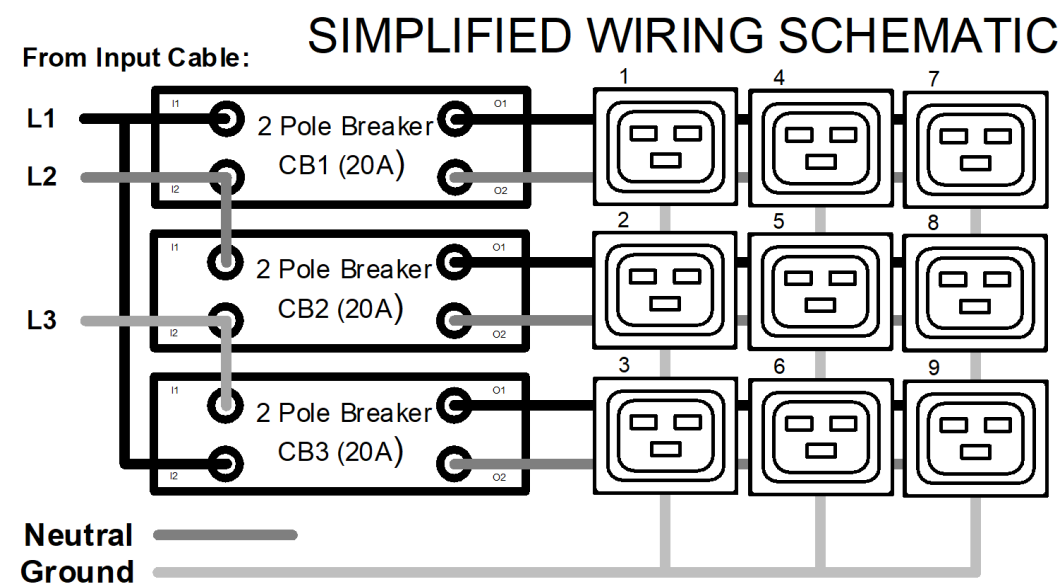 SIMPLIFIED WIRING SCHEMATIC
From Input Cable:
1 4 7
L1
I1 O1
2 Pole Breaker
CB1 (20A)
L2
I2 O2
2 5 8
I1 O1
2 Pole Breaker
CB2 (20A)
L3
I2 O2
3 6 9
I1 O1
2 Pole Breaker
CB3 (20A)
I2 O2
Neutral
Ground